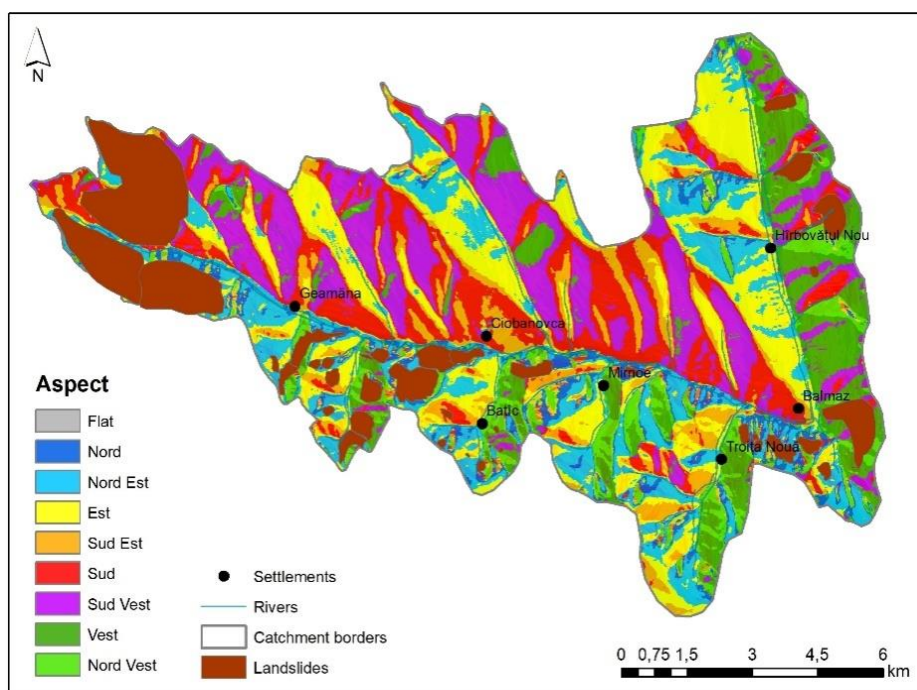 N
Hîrbovățul Nou
Geamăna
Ciobanovca
Mirnoe
Balmaz
Batîc
Troița Nouă
Aspect
Flat
Nord
Nord Est
Est
Sud Est
Sud
Sud Vest
Vest
Nord Vest
Settlements
Rivers
Catchment borders
Landslides
0 0,75 1,5 3 4,5 6
km